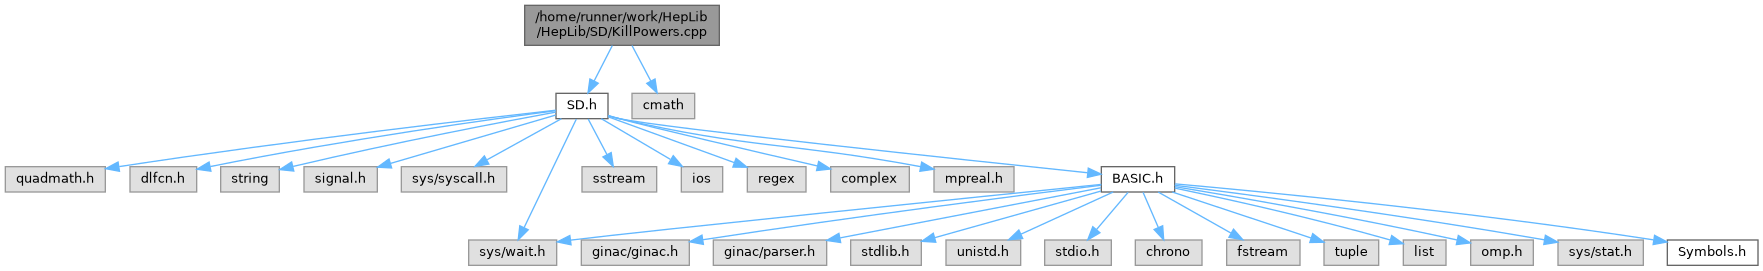 /home/runner/work/HepLib
/HepLib/SD/KillPowers.cpp
SD.h
cmath
quadmath.h
dlfcn.h
string
signal.h
sys/syscall.h
sstream
ios
regex
complex
mpreal.h
BASIC.h
sys/wait.h
ginac/ginac.h
ginac/parser.h
stdlib.h
unistd.h
stdio.h
chrono
fstream
tuple
list
omp.h
sys/stat.h
Symbols.h